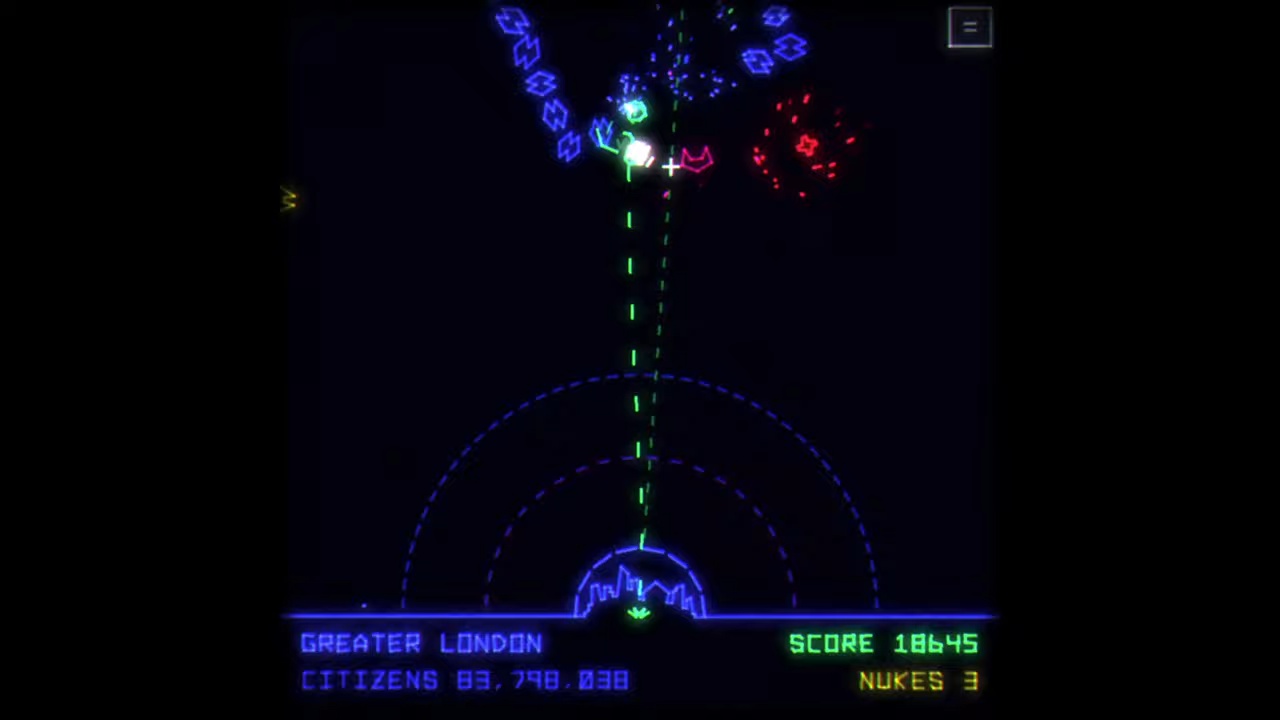 GREATER LONDON
SCORE 18645
CITIZENS 83,798,038
NUKES 3